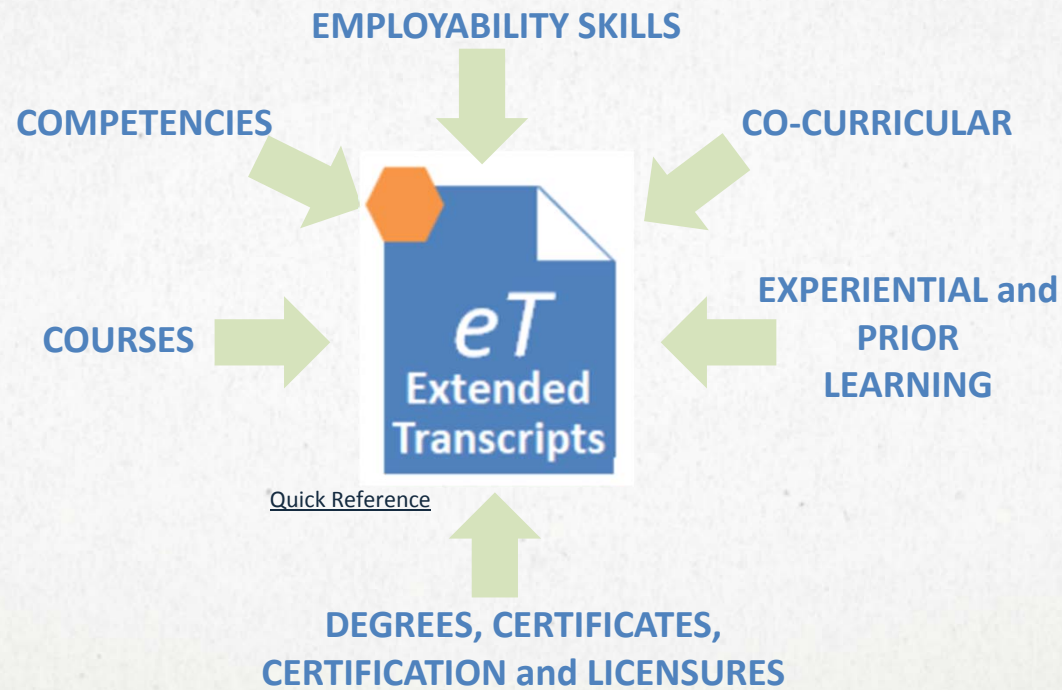 EMPLOYABILITY SKILLS
COMPETENCIES
CO-CURRICULAR
COURSES
eT
Extended
Transcripts
EXPERIENTIAL and
PRIOR
LEARNING
Quick Reference
DEGREES, CERTIFICATES,
CERTIFICATION and LICENSURES